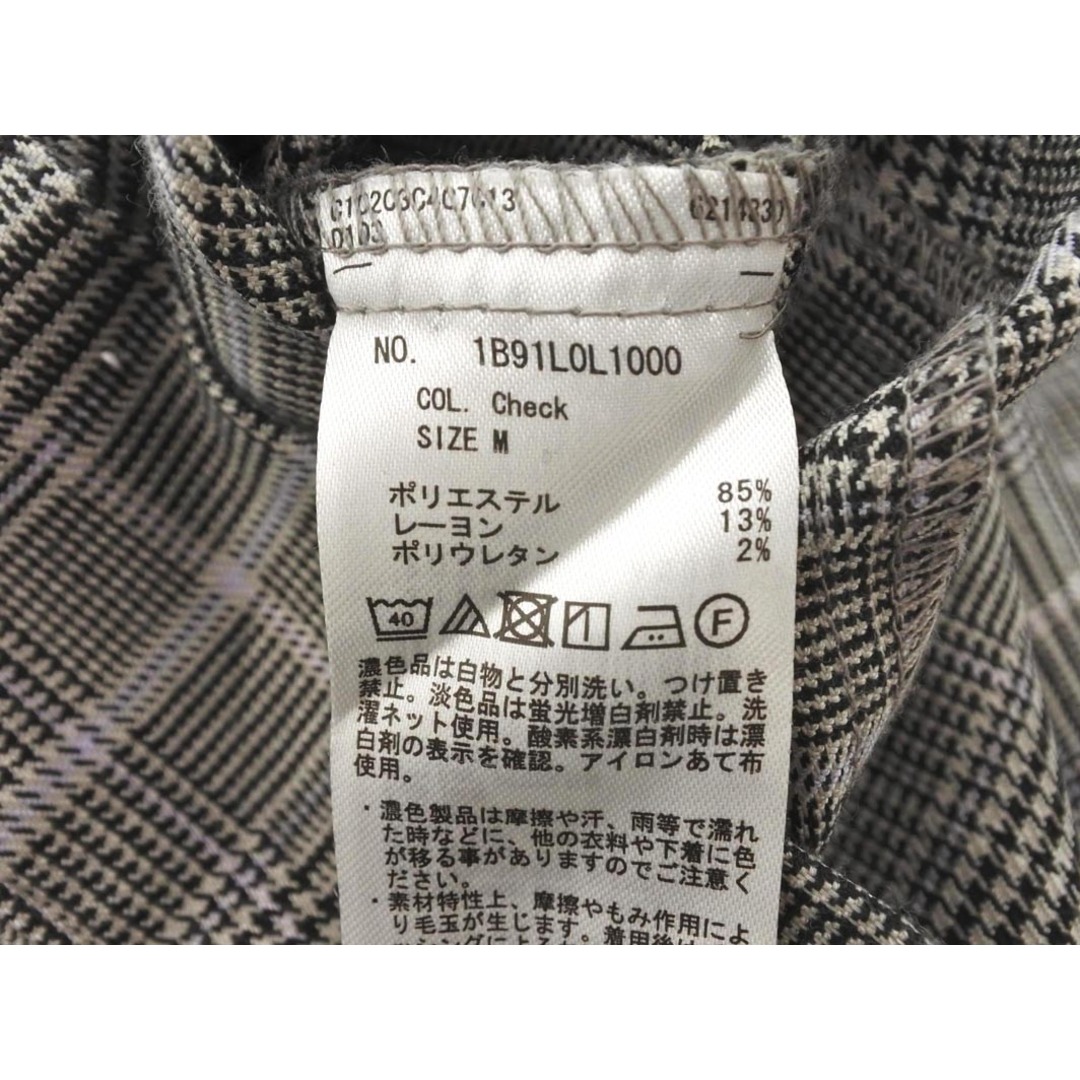 NO. 1B91L0L1000
COL. Check
SIZE M
ポリエステル 85%
レーヨン 13%
ポリウレタン 2%
40 F
濃色品は白物と分別洗い。つけ置き
禁止。淡色品は蛍光増白剤禁止。洗
濯ネット使用。酸素系漂白剤時は漂
白剤の表示を確認。アイロンあて布
使用。
・濃色製品は摩擦や汗、雨等で濡れ
た時などに、他の衣料や下着に色
が移る事がありますのでご注意く
ださい。
・素材特性上、摩擦やもみ作用によ
り毛玉が生じます。着用後は